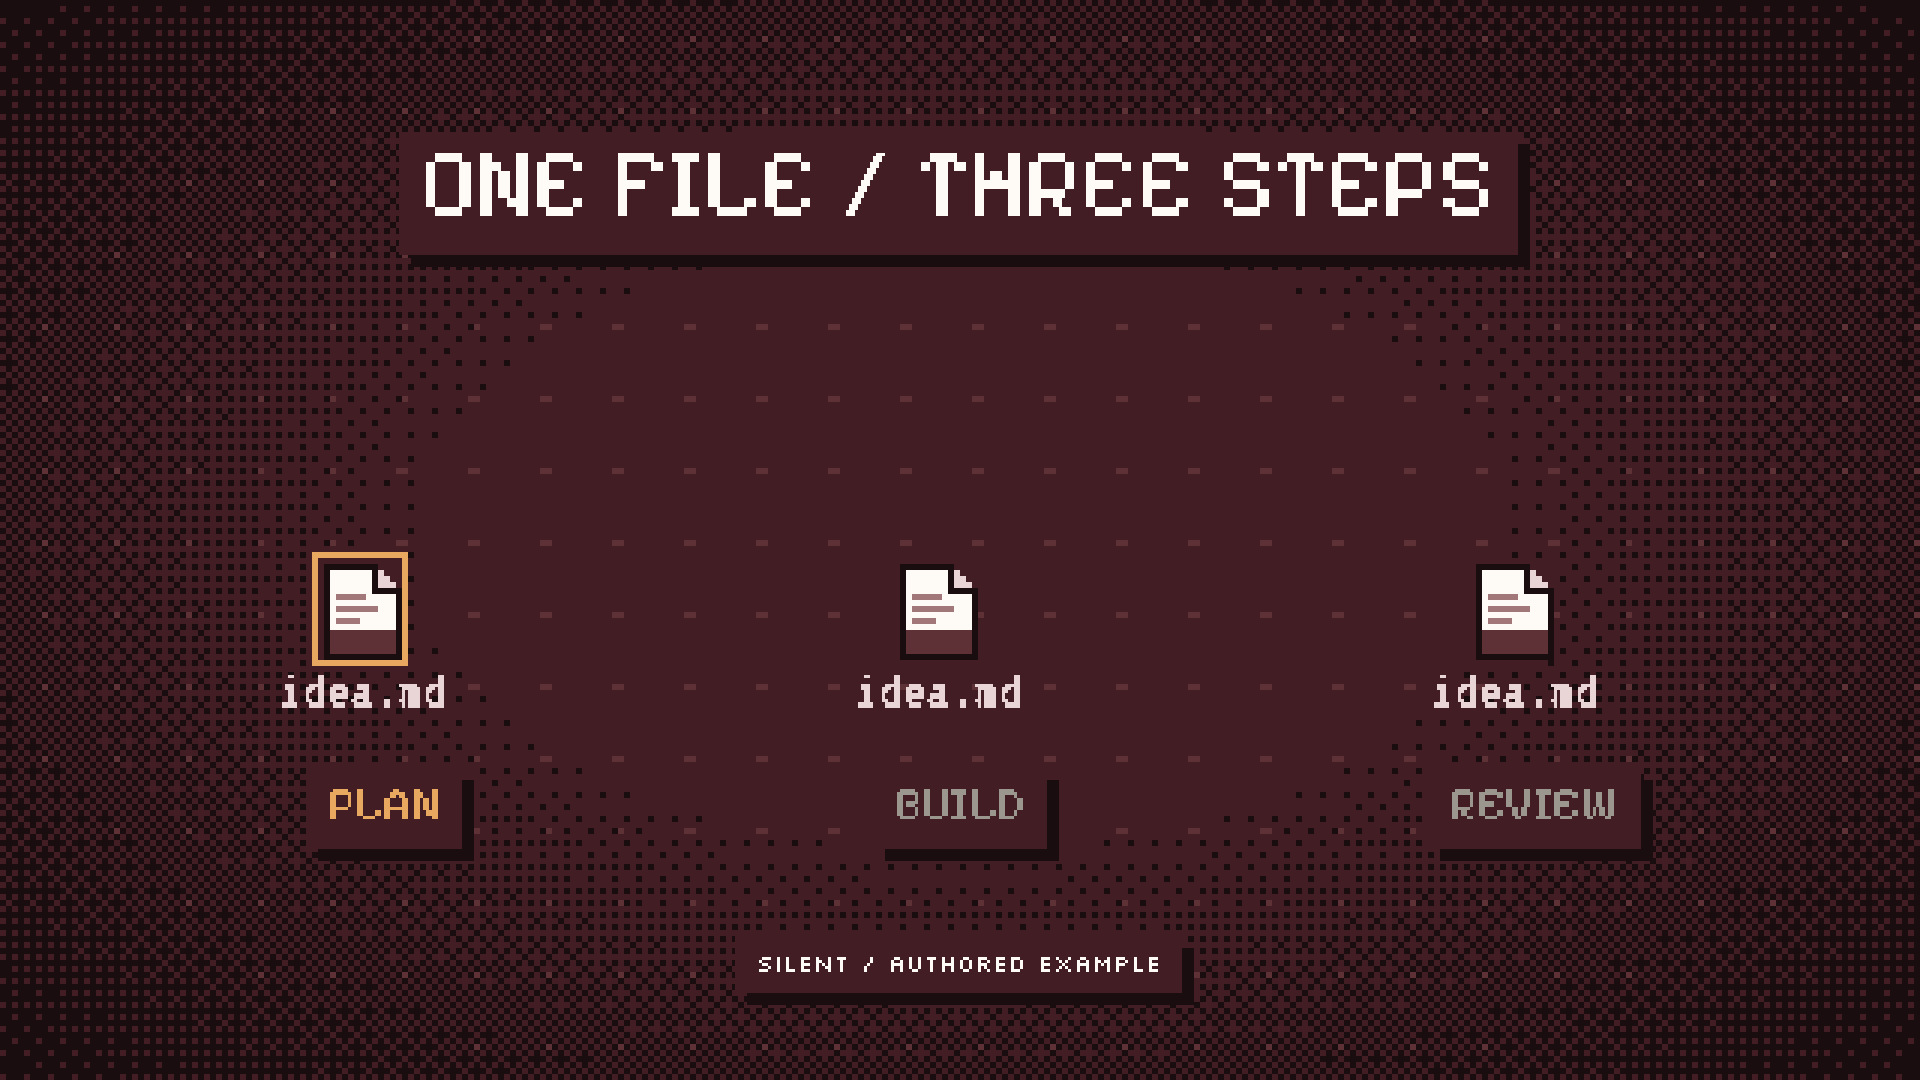 ONE FILE / THREE STEPS
idea.md
idea.md
idea.md
PLAN
BUILD
REVIEW
SILENT / AUTHORED EXAMPLE